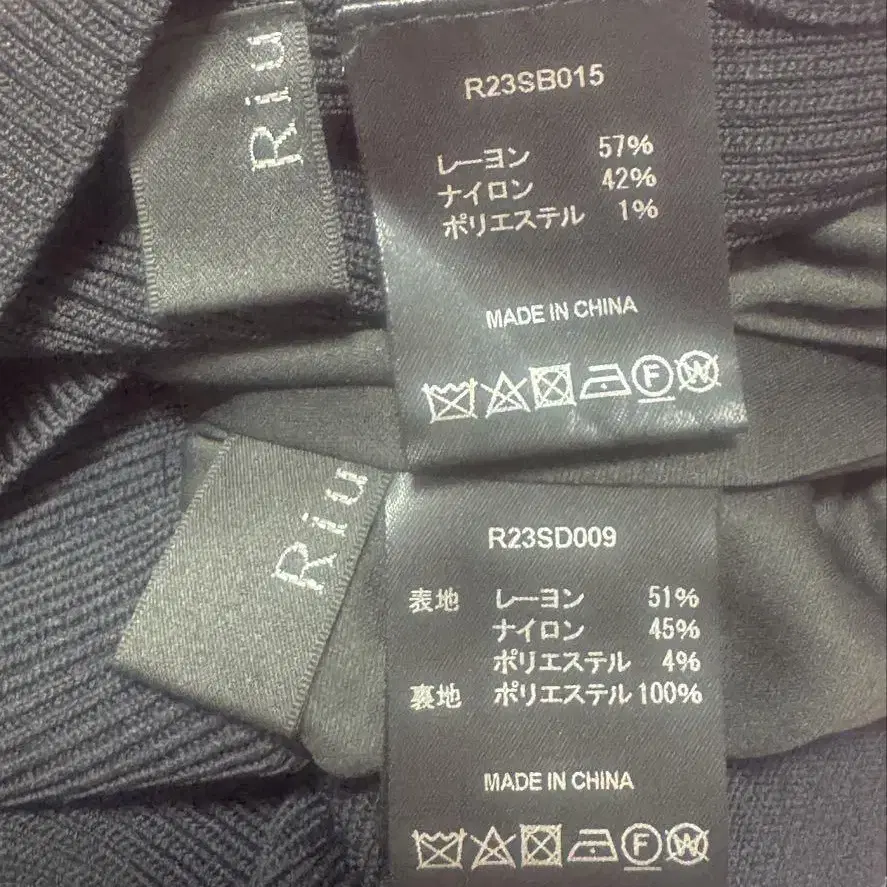 Riu
R23SB015
レーヨン 57%
ナイロン 42%
ポリエステル 1%
MADE IN CHINA
F W
Riu
R23SD009
表地 レーヨン 51%
ナイロン 45%
ポリエステル 4%
裏地 ポリエステル 100%
MADE IN CHINA
F W